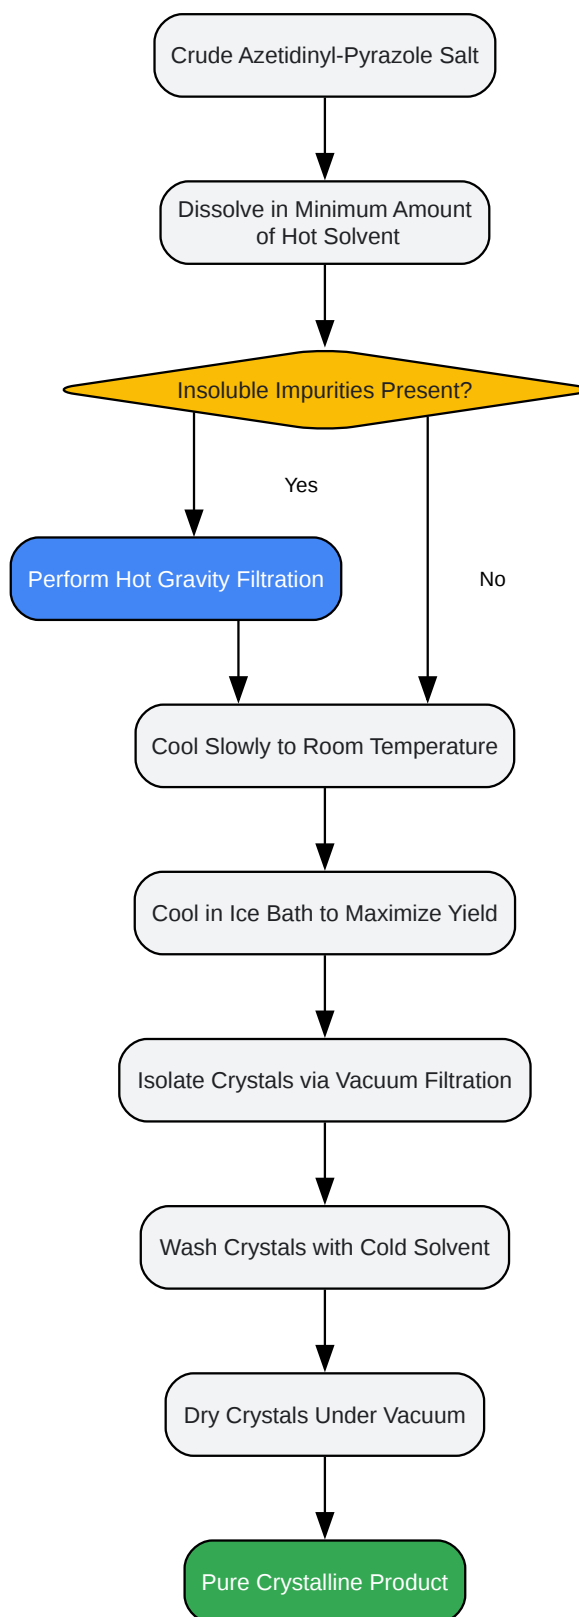 Crude Azetidinyl-Pyrazole Salt
Dissolve in Minimum Amount
of Hot Solvent
Insoluble Impurities Present?
Yes
Perform Hot Gravity Filtration
No
Cool Slowly to Room Temperature
Cool in Ice Bath to Maximize Yield
Isolate Crystals via Vacuum Filtration
Wash Crystals with Cold Solvent
Dry Crystals Under Vacuum
Pure Crystalline Product